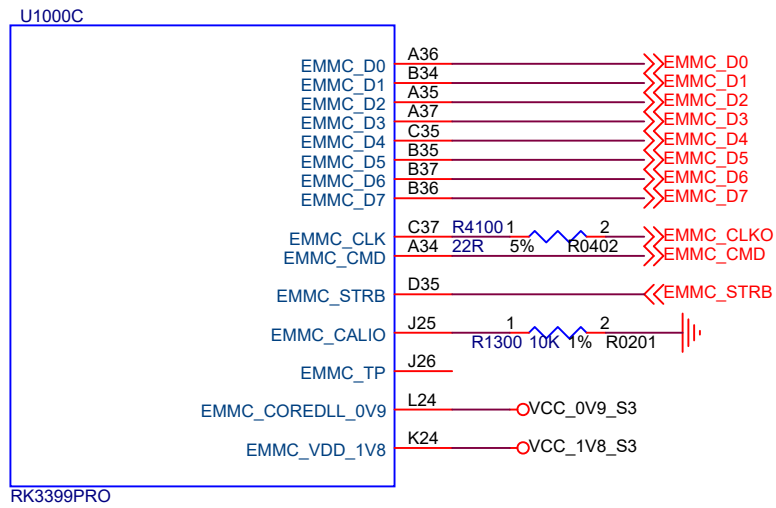 U1000C
EMMC_D0 A36 EMMC_D0
EMMC_D1 B34 EMMC_D1
EMMC_D2 A35 EMMC_D2
EMMC_D3 A37 EMMC_D3
EMMC_D4 C35 EMMC_D4
EMMC_D5 B35 EMMC_D5
EMMC_D6 B37 EMMC_D6
EMMC_D7 B36 EMMC_D7
EMMC_CLK C37 R4100 1 2 EMMC_CLKO
EMMC_CMD A34 22R 5% R0402 EMMC_CMD
EMMC_STRB D35 EMMC_STRB
EMMC_CALIO J25 1 2
R1300 10K 1% R0201
EMMC_TP J26
EMMC_COREDLL_0V9 L24 VCC_0V9_S3
EMMC_VDD_1V8 K24 VCC_1V8_S3
RK3399PRO